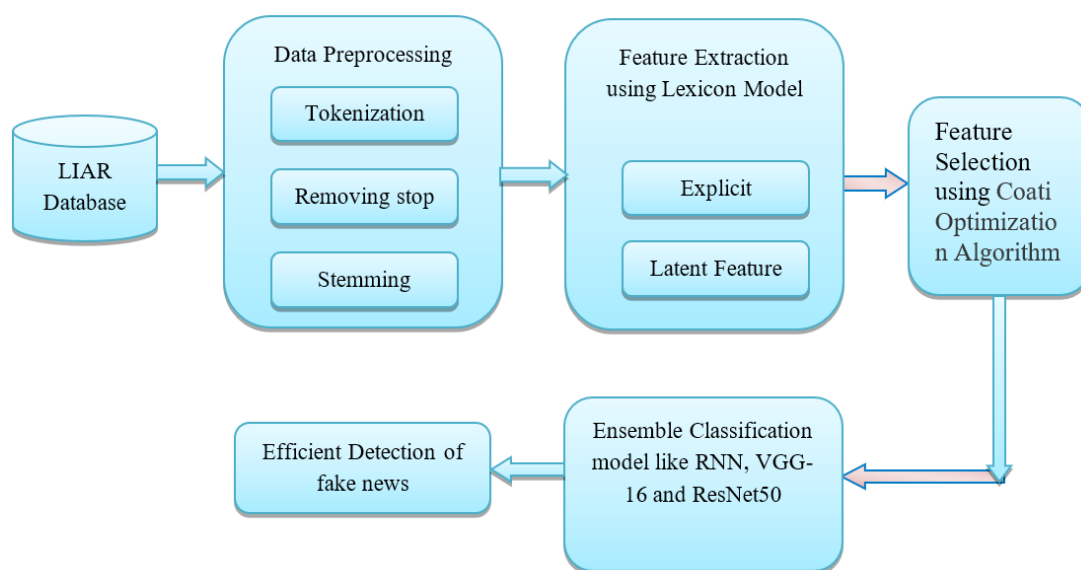 LIAR
Database
Data Preprocessing
Tokenization
Removing stop
Stemming
Feature Extraction
using Lexicon Model
Explicit
Latent Feature
Feature
Selection
using Coati
Optimizatio
n Algorithm
Ensemble Classification
model like RNN, VGG-
16 and ResNet50
Efficient Detection of
fake news